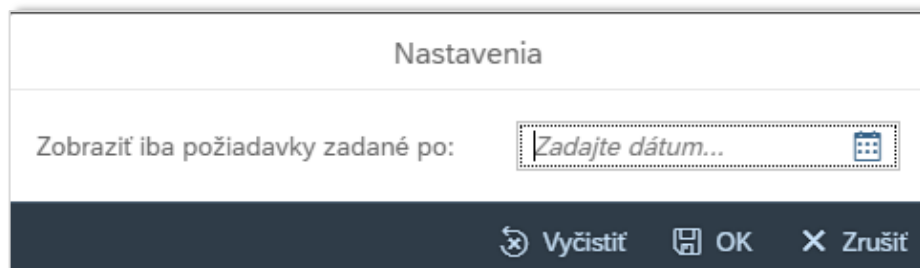 Nastavenia
Zobraziť iba požiadavky zadané po: Zadajte dátum...
Vyčistiť OK Zrušiť